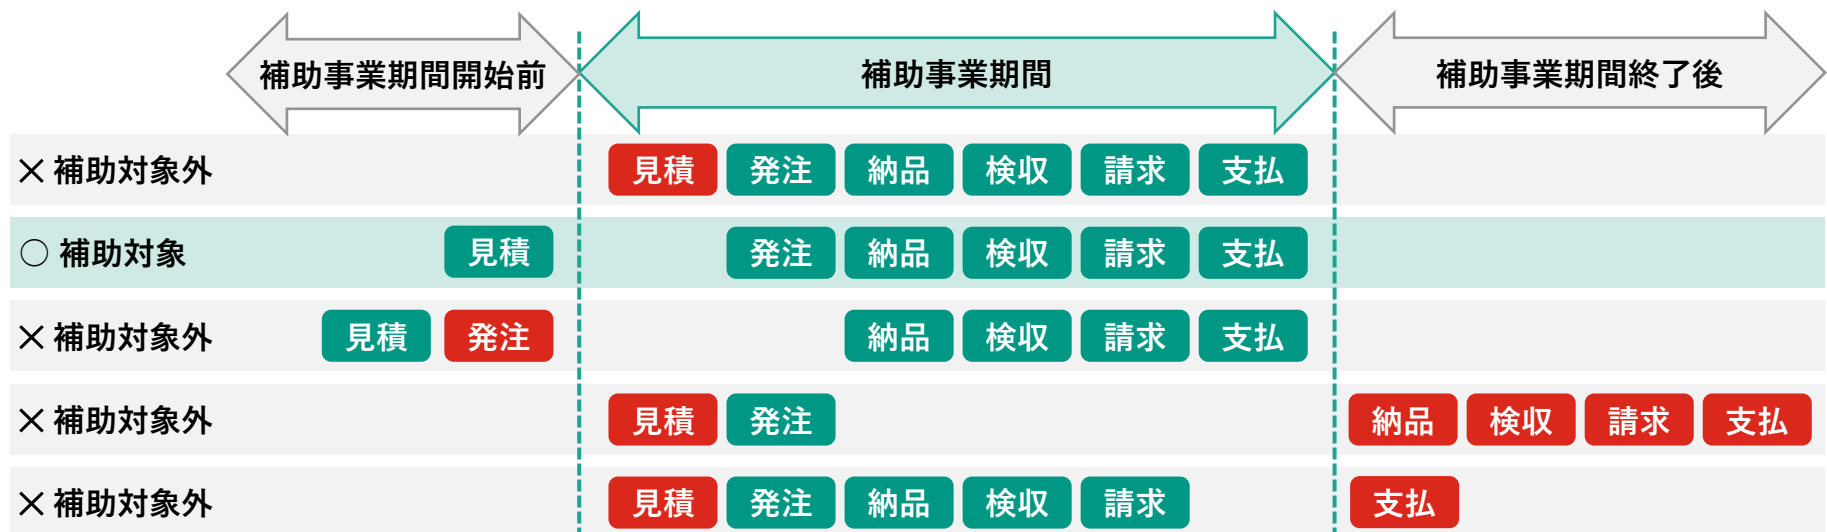 補助事業期間開始前 補助事業期間 補助事業期間終了後
× 補助対象外 見積 発注 納品 検収 請求 支払
○ 補助対象 見積 発注 納品 検収 請求 支払
× 補助対象外 見積 発注 納品 検収 請求 支払
× 補助対象外 見積 発注 納品 検収 請求 支払
× 補助対象外 見積 発注 納品 検収 請求 支払